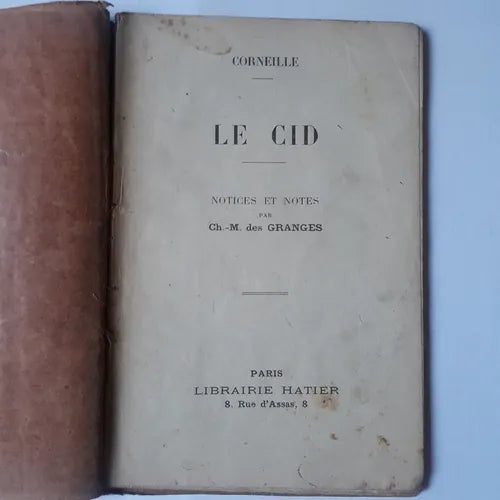 CORNEILLE
LE CID
NOTICES ET NOTES
PAR
Ch.-M. des GRANGES
PARIS
LIBRAIRIE HATIER
8. Rue d'Assas, 8